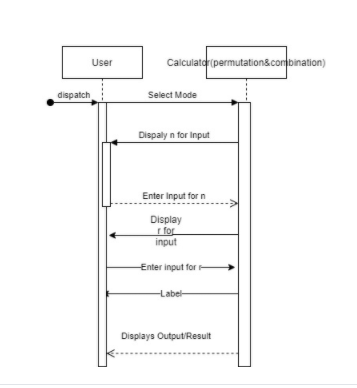 User
Calculator(permutation&combination)
dispatch
Select Mode
Dispaly n for Input
Enter Input for n
Display
r for
input
Enter input for r
Label
Displays Output/Result